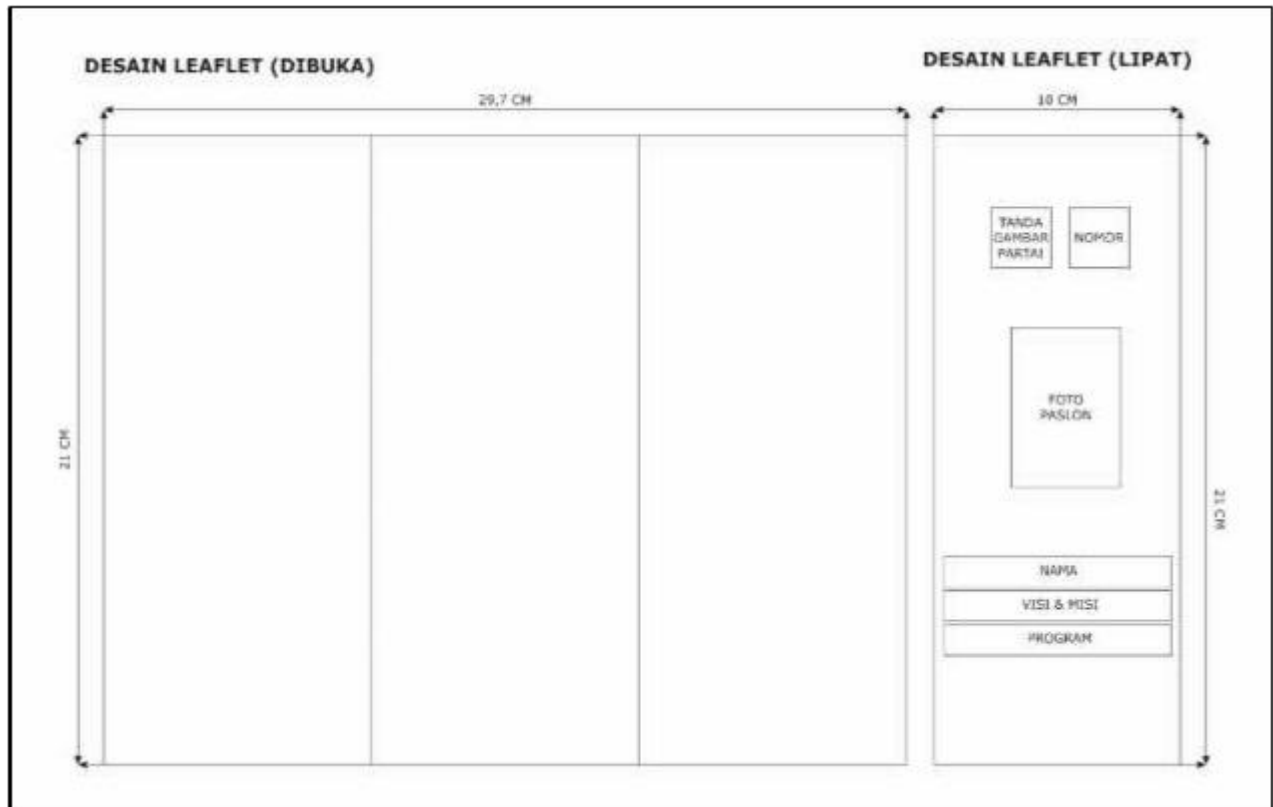 DESAIN LEAFLET (DIBUKA)
29,7 CM
21 CM
DESAIN LEAFLET (LIPAT)
10 CM
TANDA
GAMBAR
PARTAI
NOMOR
FOTO
PASLON
NAMA
VISI & MISI
PROGRAM
21 CM